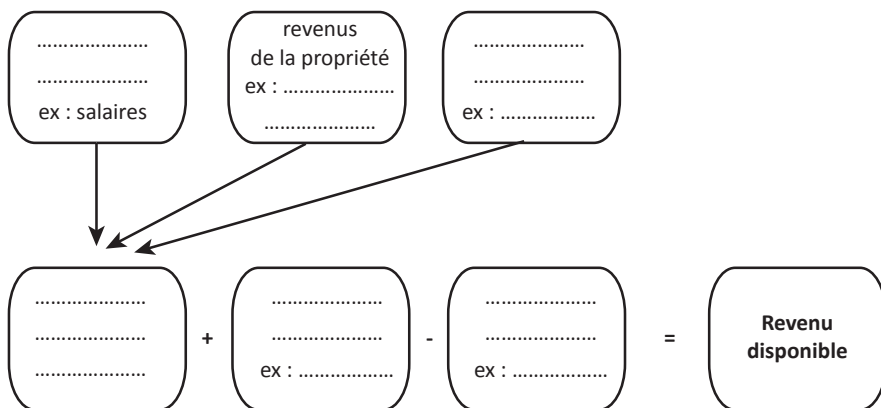 ......................
......................
ex : salaires
revenus
de la propriété
ex : ......................
......................
......................
......................
ex : ...................
......................
......................
......................
+
......................
......................
ex : ...................
-
......................
......................
ex : ...................
=
Revenu
disponible